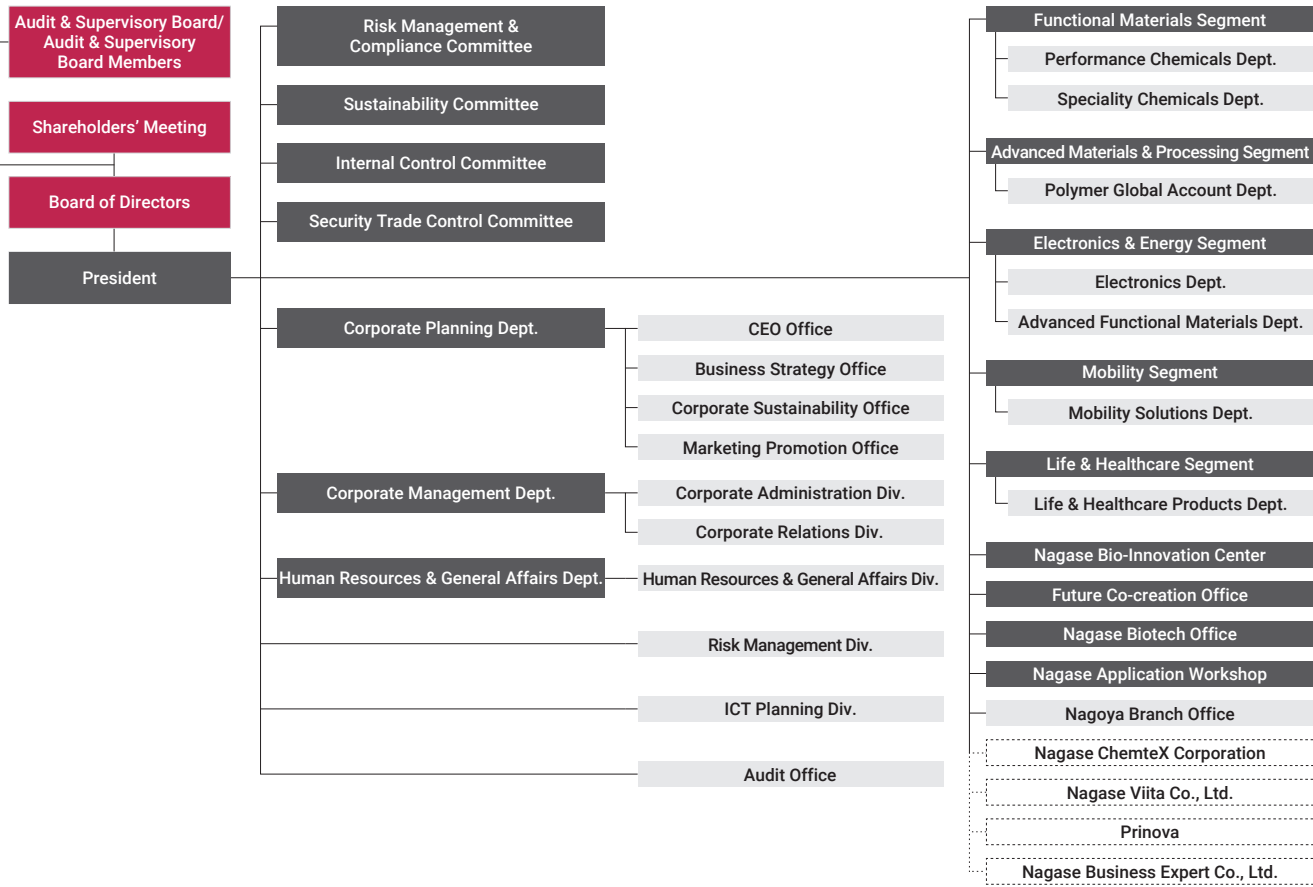 Audit & Supervisory Board/
Audit & Supervisory
Board Members
Shareholders’ Meeting
Board of Directors
President
Risk Management &
Compliance Committee
Sustainability Committee
Internal Control Committee
Security Trade Control Committee
Corporate Planning Dept.
CEO Office
Business Strategy Office
Corporate Sustainability Office
Marketing Promotion Office
Corporate Management Dept.
Corporate Administration Div.
Corporate Relations Div.
Human Resources & General Affairs Dept.
Human Resources & General Affairs Div.
Risk Management Div.
ICT Planning Div.
Audit Office
Functional Materials Segment
Performance Chemicals Dept.
Speciality Chemicals Dept.
Advanced Materials & Processing Segment
Polymer Global Account Dept.
Electronics & Energy Segment
Electronics Dept.
Advanced Functional Materials Dept.
Mobility Segment
Mobility Solutions Dept.
Life & Healthcare Segment
Life & Healthcare Products Dept.
Nagase Bio-Innovation Center
Future Co-creation Office
Nagase Biotech Office
Nagase Application Workshop
Nagoya Branch Office
Nagase ChemteX Corporation
Nagase Viita Co., Ltd.
Prinova
Nagase Business Expert Co., Ltd.